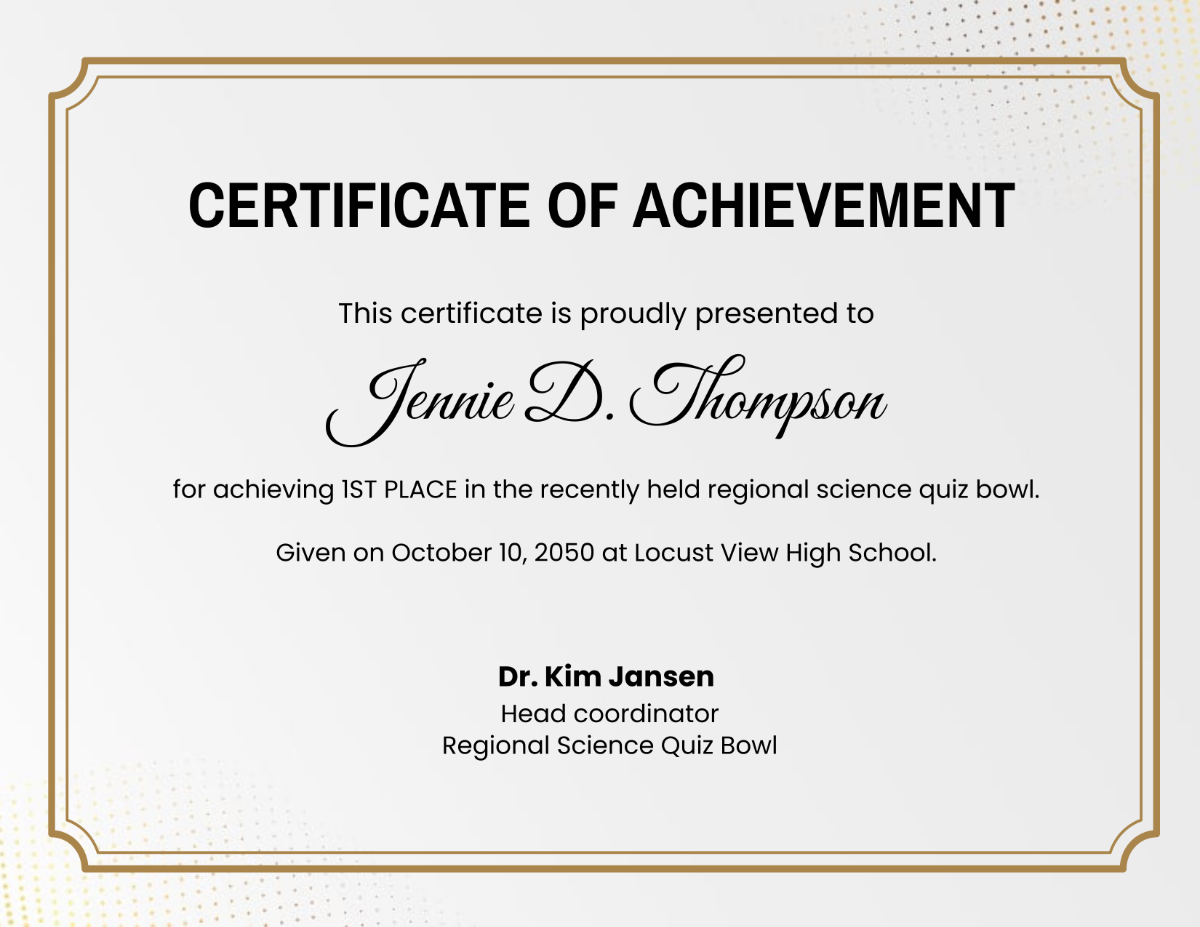 CERTIFICATE OF ACHIEVEMENT
This certificate is proudly presented to
Jennie D. Thompson
for achieving 1ST PLACE in the recently held regional science quiz bowl.
Given on October 10, 2050 at Locust View High School.
Dr. Kim Jansen
Head coordinator
Regional Science Quiz Bowl